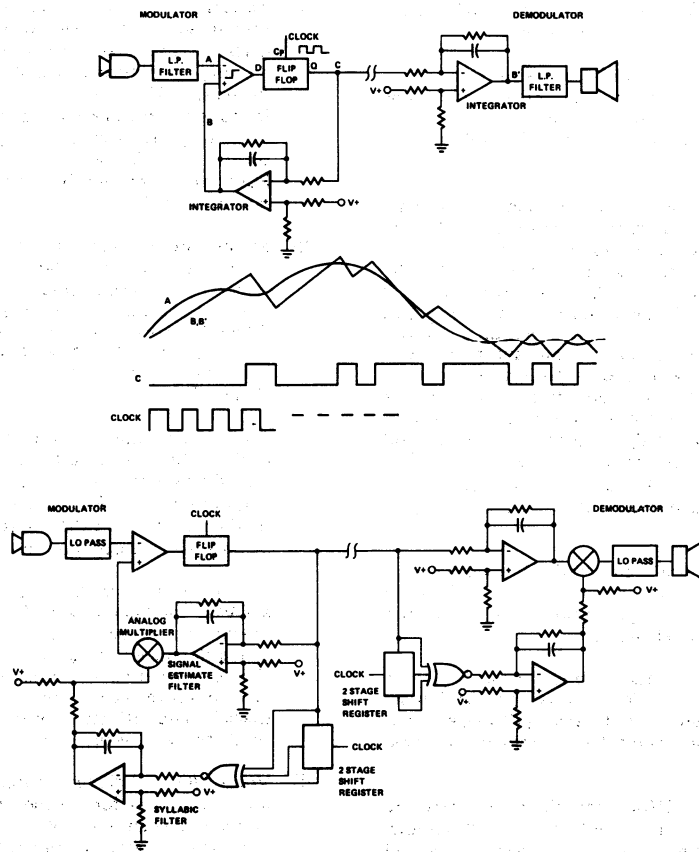 MODULATOR
DEMODULATOR
CLOCK
CP
L.P.
FILTER
A
D
FLIP
FLOP
Q
C
B
V+
B'
L.P.
FILTER
INTEGRATOR
INTEGRATOR
V+
A
B,B'
C
CLOCK
MODULATOR
DEMODULATOR
CLOCK
LO PASS
FLIP
FLOP
LO PASS
V+
V+
ANALOG
MULTIPLIER
SIGNAL
ESTIMATE
FILTER
V+
V+
CLOCK
2 STAGE
SHIFT
REGISTER
V+
CLOCK
2 STAGE
SHIFT
REGISTER
V+
SYLLABIC
FILTER